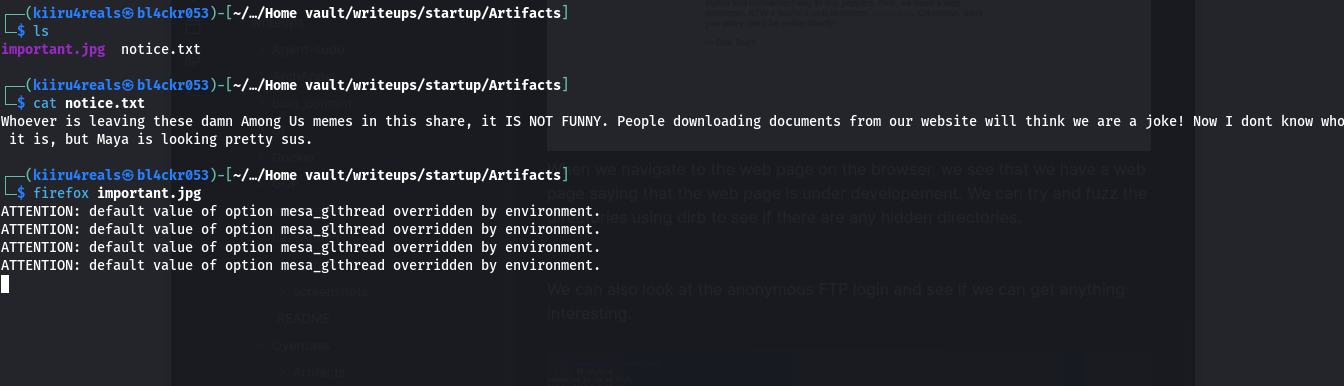 ┌──(kiiru4reals㉿bl4ckr053)-[~/…/Home vault/writeups/startup/Artifacts]
└─$ ls
important.jpg  notice.txt
┌──(kiiru4reals㉿bl4ckr053)-[~/…/Home vault/writeups/startup/Artifacts]
└─$ cat notice.txt
Whoever is leaving these damn Among Us memes in this share, it IS NOT FUNNY. People downloading documents from our website will think we are a joke! Now I dont know who
 it is, but Maya is looking pretty sus.
┌──(kiiru4reals㉿bl4ckr053)-[~/…/Home vault/writeups/startup/Artifacts]
└─$ firefox important.jpg
ATTENTION: default value of option mesa_glthread overridden by environment.
ATTENTION: default value of option mesa_glthread overridden by environment.
ATTENTION: default value of option mesa_glthread overridden by environment.
ATTENTION: default value of option mesa_glthread overridden by environment.
When we navigate to the web page on the browser, we see that we have a web
page saying that the web page is under developement. We can try and fuzz the
directories using dirb to see if there are any hidden directories.
We can also look at the anonymous FTP login and see if we can get anything
interesting.
Docker
Screenshots
README
Overpass
Artifacts